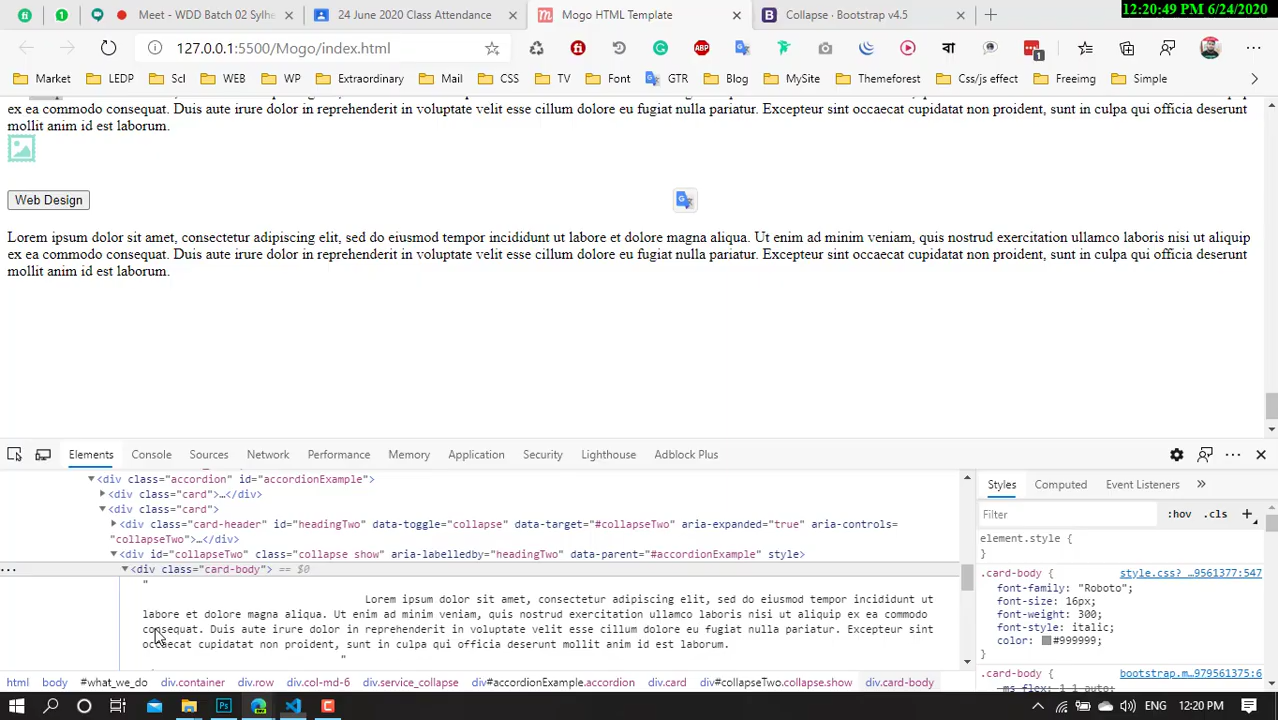 12:20:49 PM 6/24/2020
Meet - WDD Batch 02 Sylhe
24 June 2020 Class Attendance
Mogo HTML Template
Collapse · Bootstrap v4.5
127.0.0.1:5500/Mogo/index.html
ABP
বা
1
Market
LEDP
Scl
WEB
WP
Extraordinary
Mail
CSS
TV
Font
GTR
Blog
MySite
Themeforest
Css/js effect
Freeimg
Simple
ex ea commodo consequat. Duis aute irure dolor in reprehenderit in voluptate velit esse cillum dolore eu fugiat nulla pariatur. Excepteur sint occaecat cupidatat non proident, sunt in culpa qui officia deserunt
mollit anim id est laborum.
Web Design
Lorem ipsum dolor sit amet, consectetur adipiscing elit, sed do eiusmod tempor incididunt ut labore et dolore magna aliqua. Ut enim ad minim veniam, quis nostrud exercitation ullamco laboris nisi ut aliquip
ex ea commodo consequat. Duis aute irure dolor in reprehenderit in voluptate velit esse cillum dolore eu fugiat nulla pariatur. Excepteur sint occaecat cupidatat non proident, sunt in culpa qui officia deserunt
mollit anim id est laborum.
Elements
Console
Sources
Network
Performance
Memory
Application
Security
Lighthouse
Adblock Plus
<div class="accordion" id="accordionExample">
<div class="card">…</div>
<div class="card">
<div class="card-header" id="headingTwo" data-toggle="collapse" data-target="#collapseTwo" aria-expanded="true" aria-controls=
"collapseTwo">…</div>
<div id="collapseTwo" class="collapse show" aria-labelledby="headingTwo" data-parent="#accordionExample" style>
<div class="card-body"> == $0
"
Lorem ipsum dolor sit amet, consectetur adipiscing elit, sed do eiusmod tempor incididunt ut
labore et dolore magna aliqua. Ut enim ad minim veniam, quis nostrud exercitation ullamco laboris nisi ut aliquip ex ea commodo
consequat. Duis aute irure dolor in reprehenderit in voluptate velit esse cillum dolore eu fugiat nulla pariatur. Excepteur sint
occaecat cupidatat non proident, sunt in culpa qui officia deserunt mollit anim id est laborum.
"
html
body
#what_we_do
div.container
div.row
div.col-md-6
div.service_collapse
div#accordionExample.accordion
div.card
div#collapseTwo.collapse.show
div.card-body
Styles
Computed
Event Listeners
Filter
:hov
.cls
element.style {
}
.card-body {
style.css?…9561377:547
font-family: "Roboto";
font-size: 16px;
font-weight: 300;
font-style: italic;
color: #999999;
}
.card-body {
bootstrap.m…979561375:6
-ms-flex: 1 1 auto;
ENG
12:20 PM